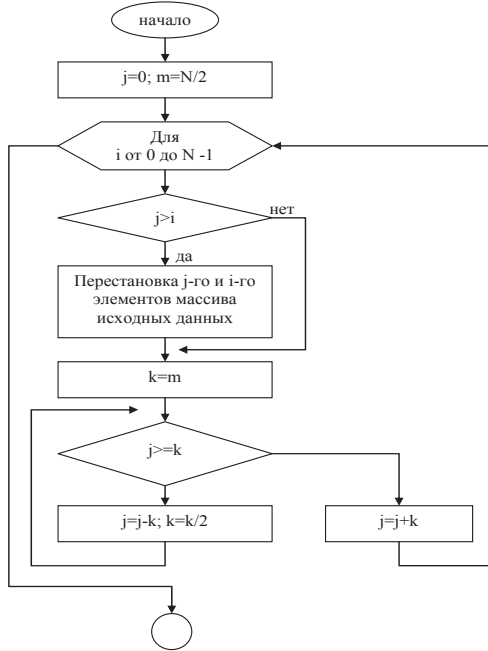 начало
j=0; m=N/2
Для
i от 0 до N -1
j>i
нет
да
Перестановка j-го и i-го
элементов массива
исходных данных
k=m
j>=k
j=j-k; k=k/2
j=j+k